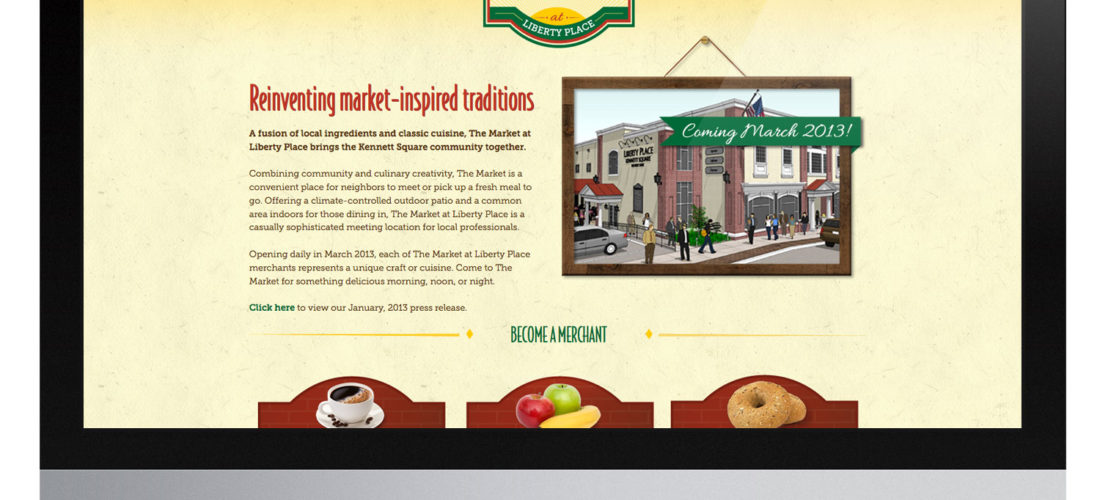 at
LIBERTY PLACE
Reinventing market-inspired traditions
Coming March 2013!
A fusion of local ingredients and classic cuisine, The Market at
Liberty Place brings the Kennett Square community together.
LIBERTY PLACE
KENNETT SQUARE
Combining community and culinary creativity, The Market is a
convenient place for neighbors to meet or pick up a fresh meal to
go. Offering a climate-controlled outdoor patio and a common
area indoors for those dining in, The Market at Liberty Place is a
casually sophisticated meeting location for local professionals.
Opening daily in March 2013, each of The Market at Liberty Place
merchants represents a unique craft or cuisine. Come to The
Market for something delicious morning, noon, or night.
Click here to view our January, 2013 press release.
BECOME A MERCHANT